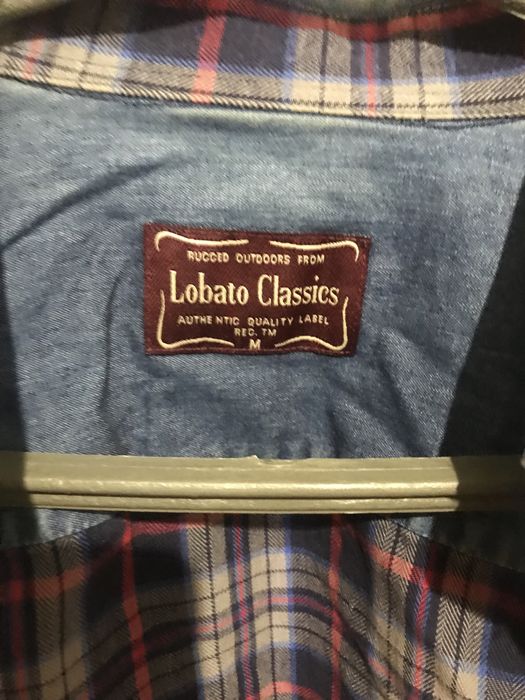 RUGGED OUTDOORS FROM
Lobato Classics
AUTHENTIC QUALITY LABEL
REG. TM
M